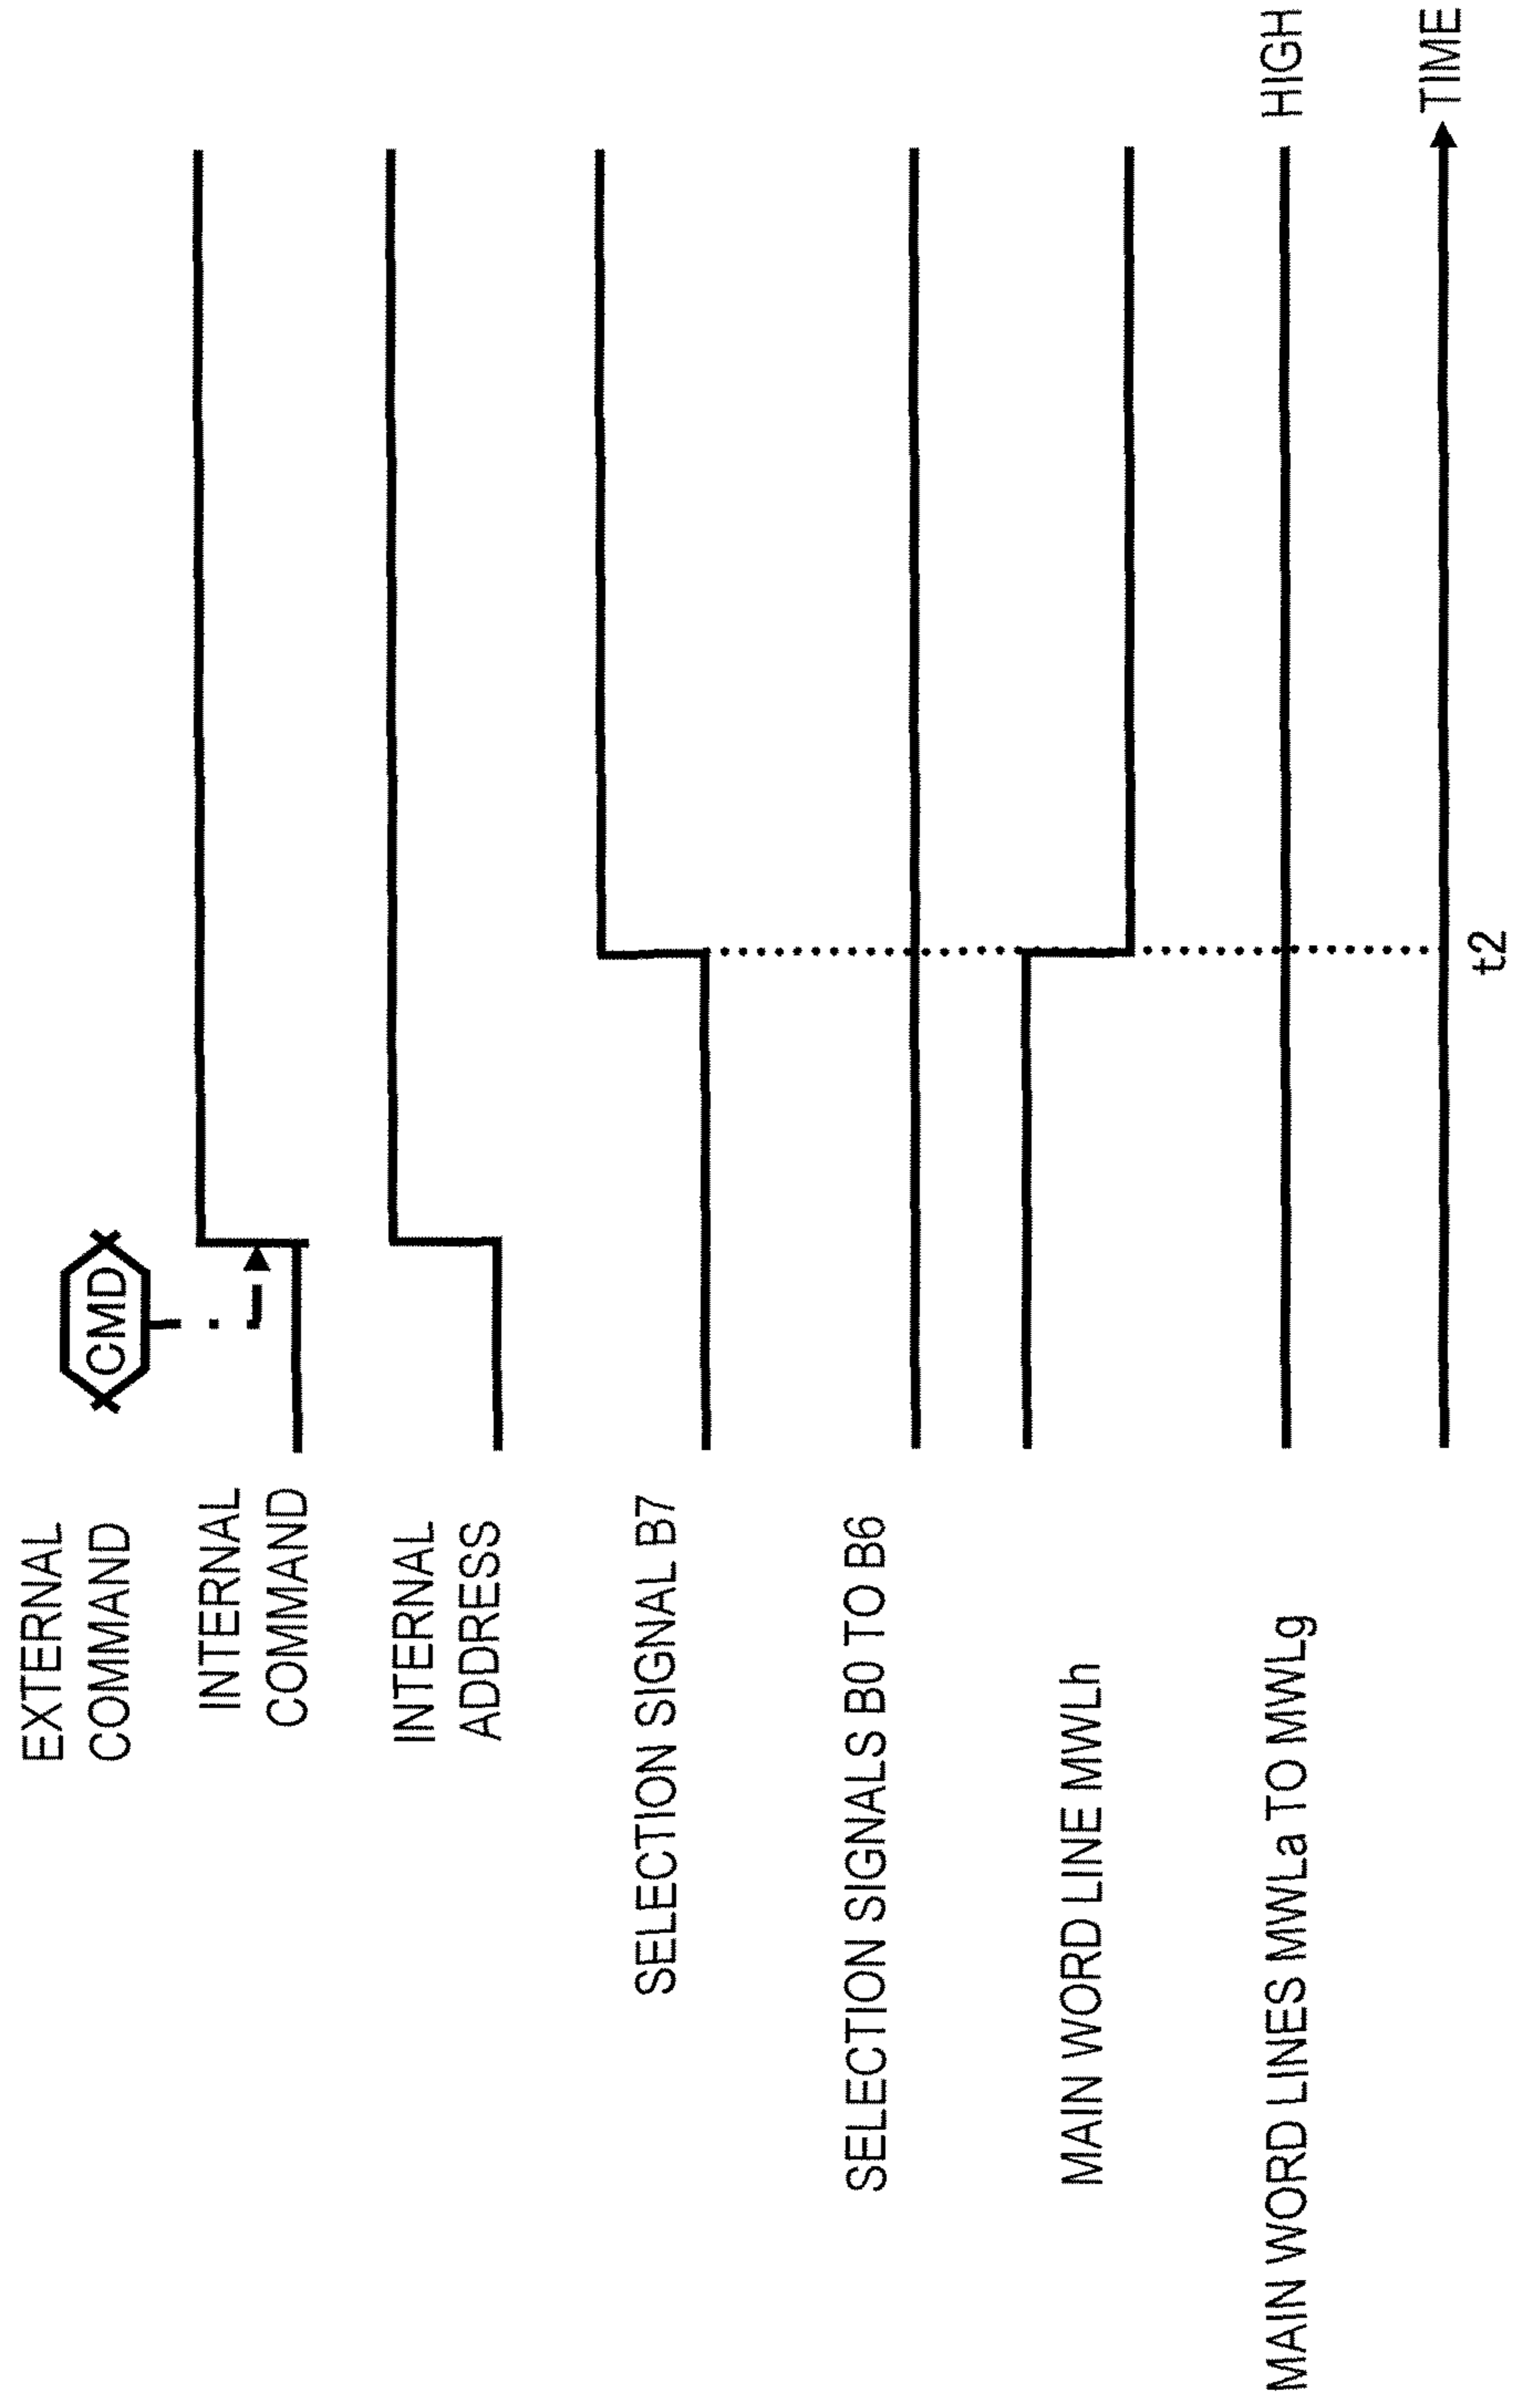 EXTERNAL
COMMAND
CMD
INTERNAL
COMMAND
INTERNAL
ADDRESS
SELECTION SIGNAL B7
SELECTION SIGNALS B0 TO B6
MAIN WORD LINE MWLh
MAIN WORD LINES MWLa TO MWLg
HIGH
TIME
t2